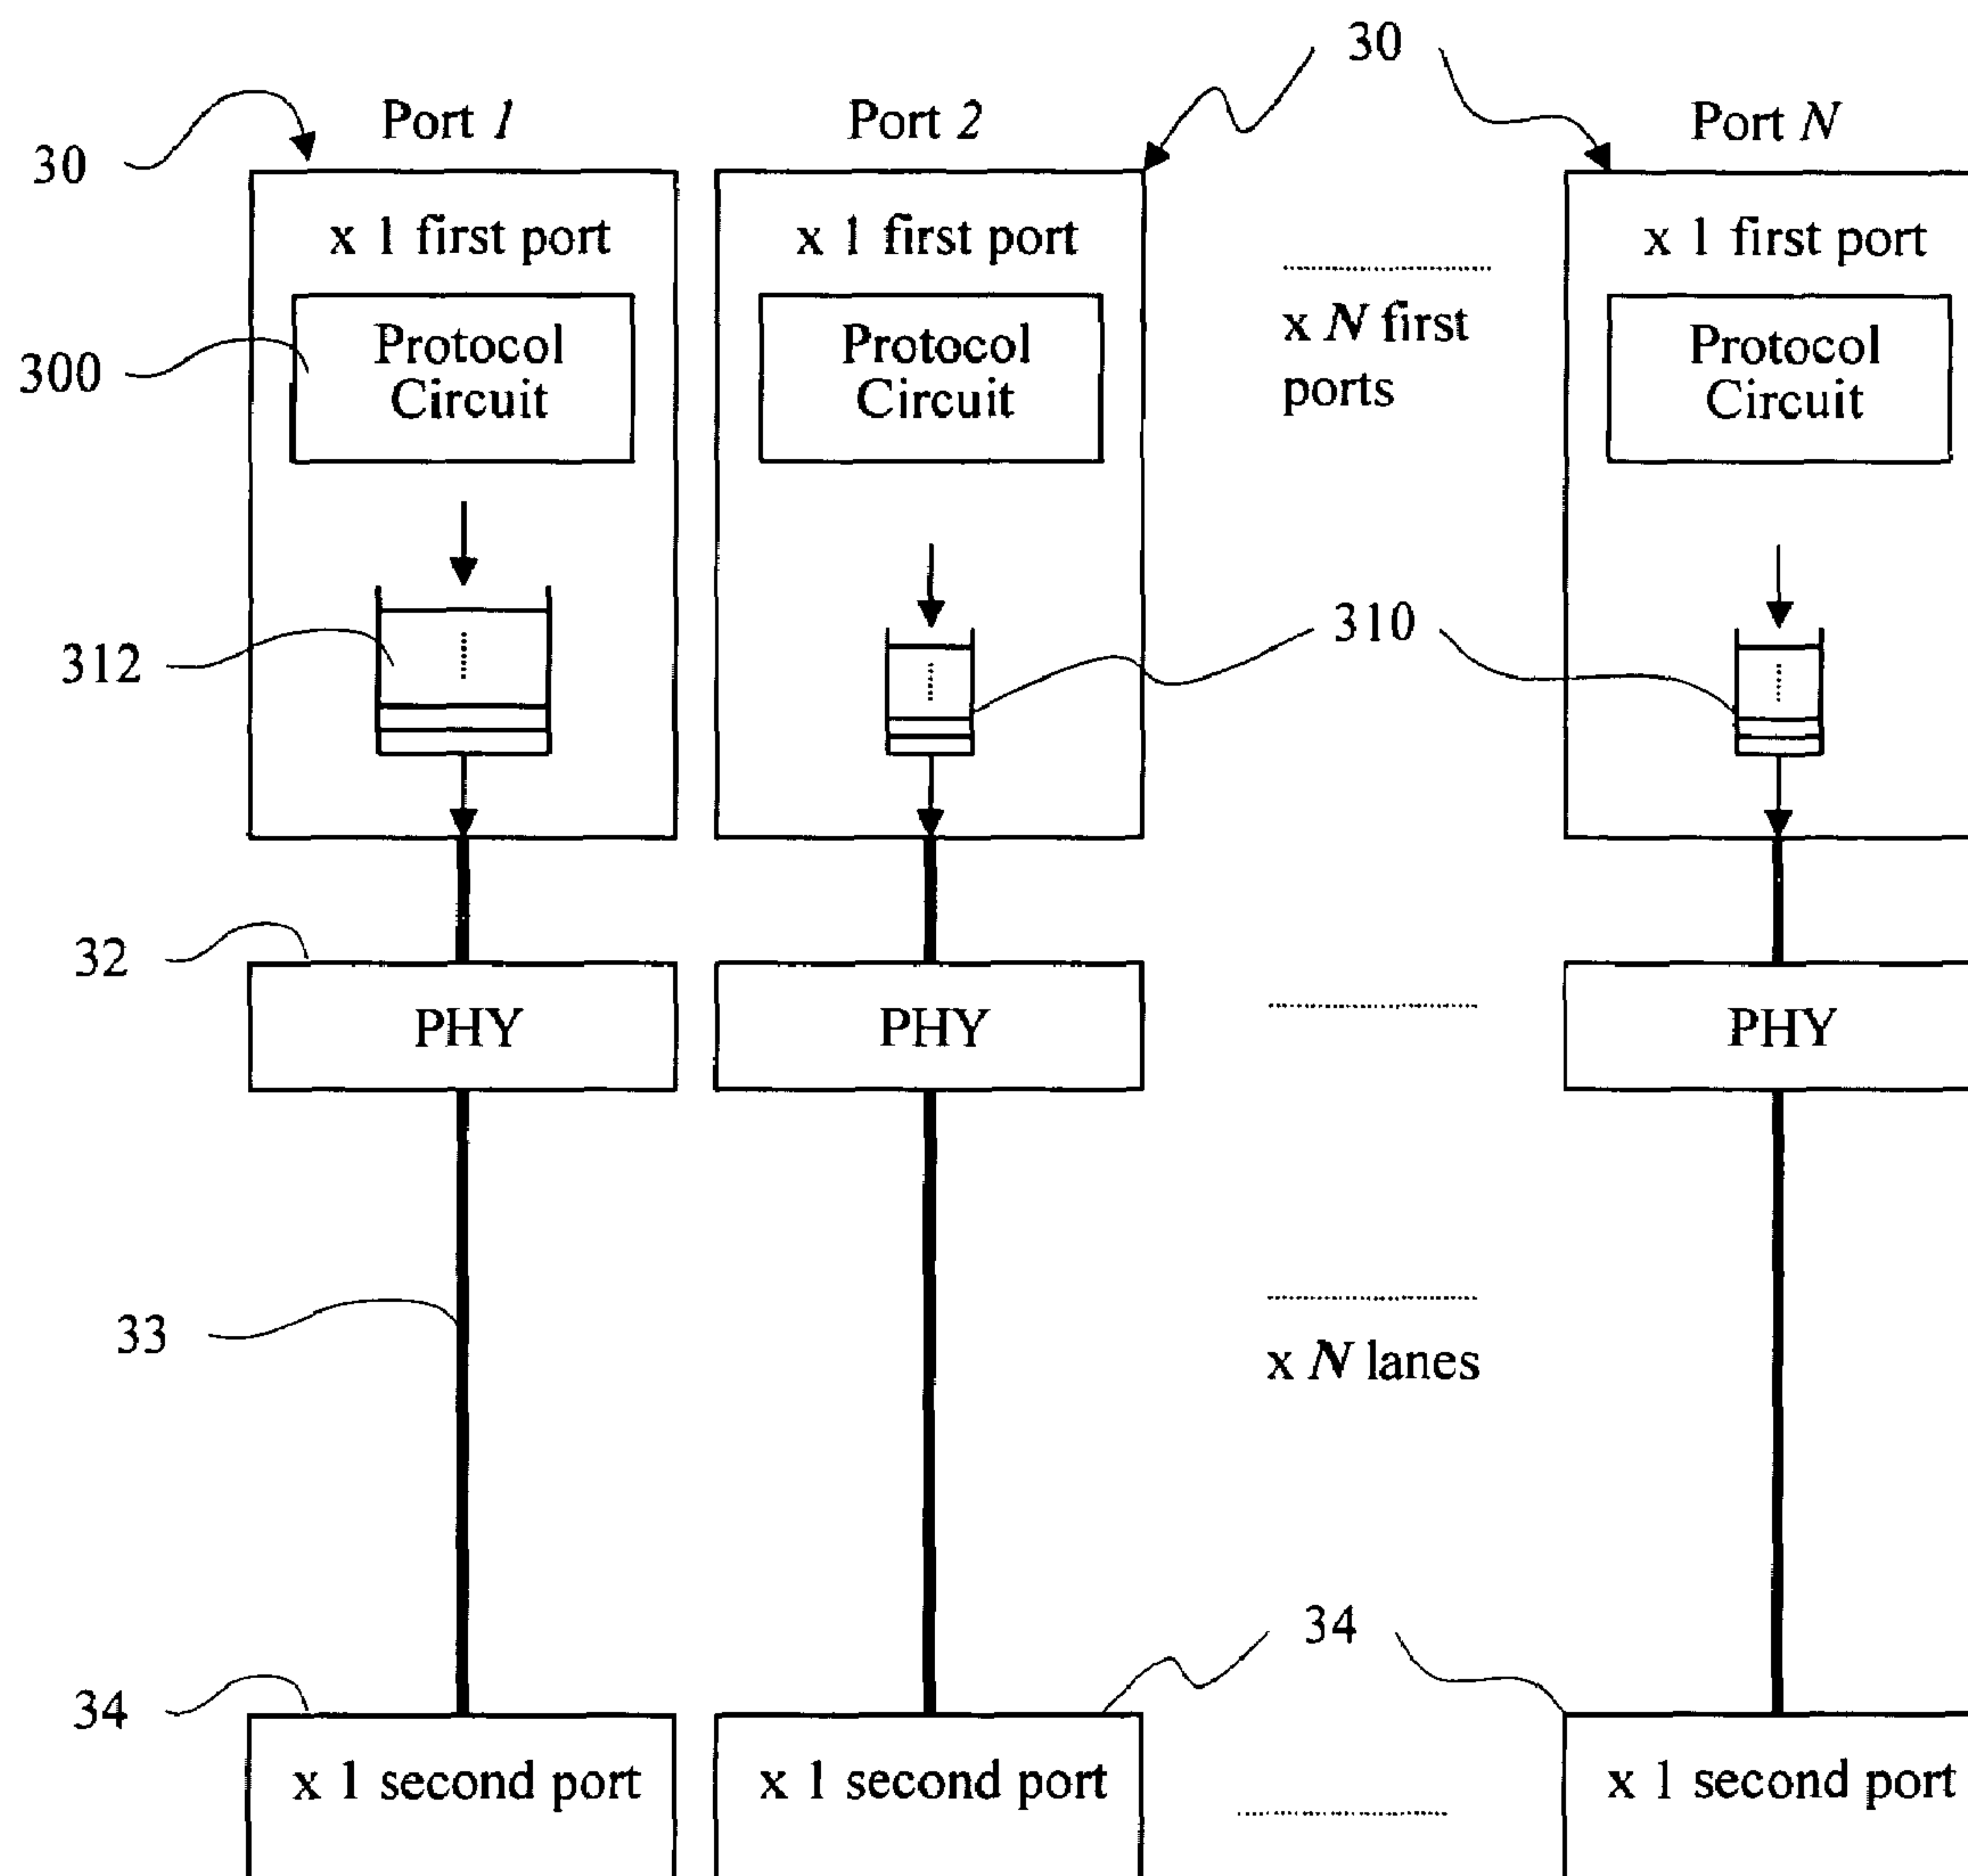 30
Port 1
Port 2
Port N
30
x 1 first port
x 1 first port
x 1 first port
x N first
ports
Protocol
Circuit
Protocol
Circuit
Protocol
Circuit
300
312
310
32
PHY
PHY
PHY
33
x N lanes
34
34
x 1 second port
x 1 second port
x 1 second port